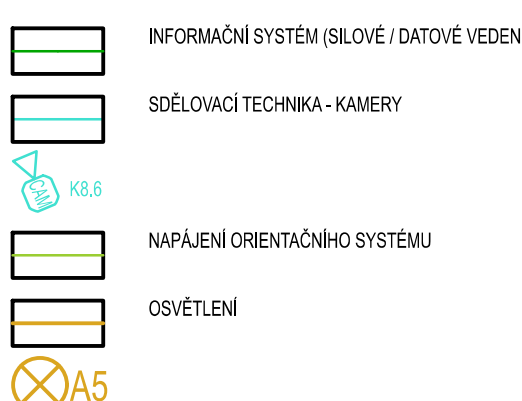 INFORMAČNÍ SYSTÉM (SILOVÉ / DATOVÉ VEDEN
SDĚLOVACÍ TECHNIKA - KAMERY
CAM
K8.6
NAPÁJENÍ ORIENTAČNÍHO SYSTÉMU
OSVĚTLENÍ
A5